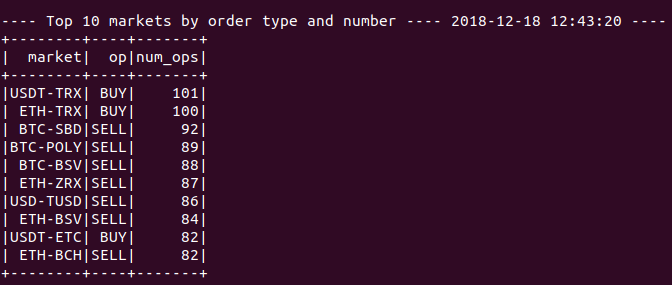 ---- Top 10 markets by order type and number ---- 2018-12-18 12:43:20 ----
+--------+----+-------+
|  market|  op|num_ops|
+--------+----+-------+
|USDT-TRX| BUY|    101|
| ETH-TRX| BUY|    100|
| BTC-SBD|SELL|     92|
|BTC-POLY|SELL|     89|
| BTC-BSV|SELL|     88|
| ETH-ZRX|SELL|     87|
|USD-TUSD|SELL|     86|
| ETH-BSV|SELL|     84|
|USDT-ETC| BUY|     82|
| ETH-BCH|SELL|     82|
+--------+----+-------+